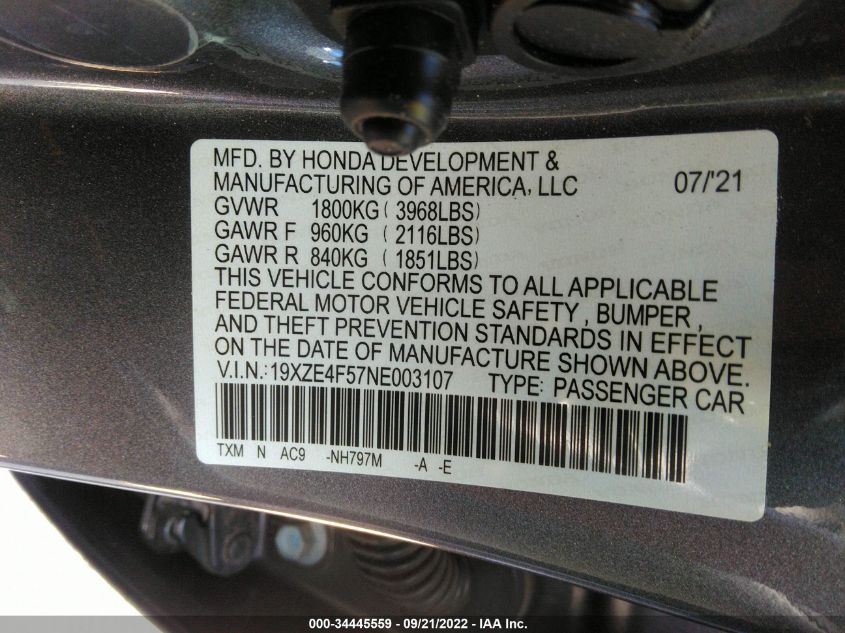 MFD. BY HONDA DEVELOPMENT &
MANUFACTURING OF AMERICA, LLC 07/'21
GVWR 1800KG ( 3968LBS)
GAWR F 960KG ( 2116LBS)
GAWR R 840KG ( 1851LBS)
THIS VEHICLE CONFORMS TO ALL APPLICABLE
FEDERAL MOTOR VEHICLE SAFETY , BUMPER ,
AND THEFT PREVENTION STANDARDS IN EFFECT
ON THE DATE OF MANUFACTURE SHOWN ABOVE.
V.I.N.:19XZE4F57NE003107 TYPE: PASSENGER CAR
TXM N AC9 -NH797M -A -E
000-34445559 - 09/21/2022 - IAA Inc.